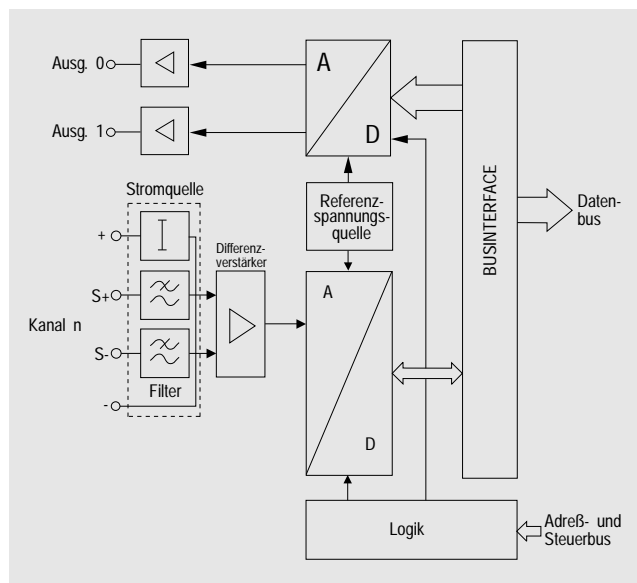 Ausg. 0
A
D
Ausg. 1
Stromquelle
Referenz-
spannungs-
quelle
BUSINTERFACE
Daten-
bus
+
I
Differenz-
verstärker
S+
Kanal n
S-
Filter
-
A
D
Logik
Adreß- und
Steuerbus